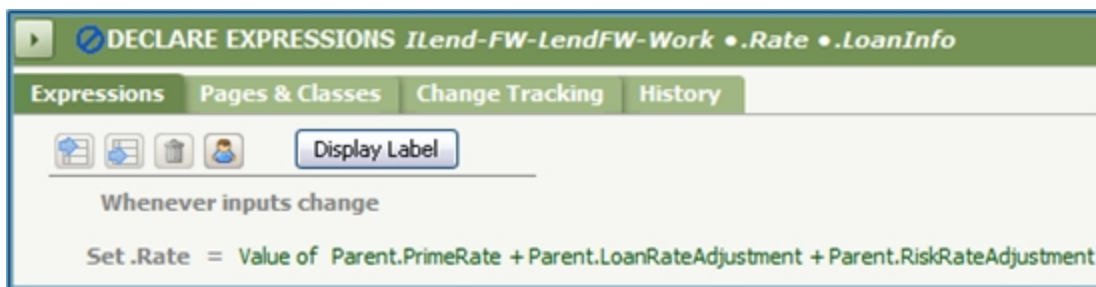 DECLARE EXPRESSIONS ILend-FW-LendFW-Work •.Rate •.LoanInfo
Expressions Pages & Classes Change Tracking History
Display Label
Whenever inputs change
Set .Rate = Value of Parent.PrimeRate + Parent.LoanRateAdjustment + Parent.RiskRateAdjustment